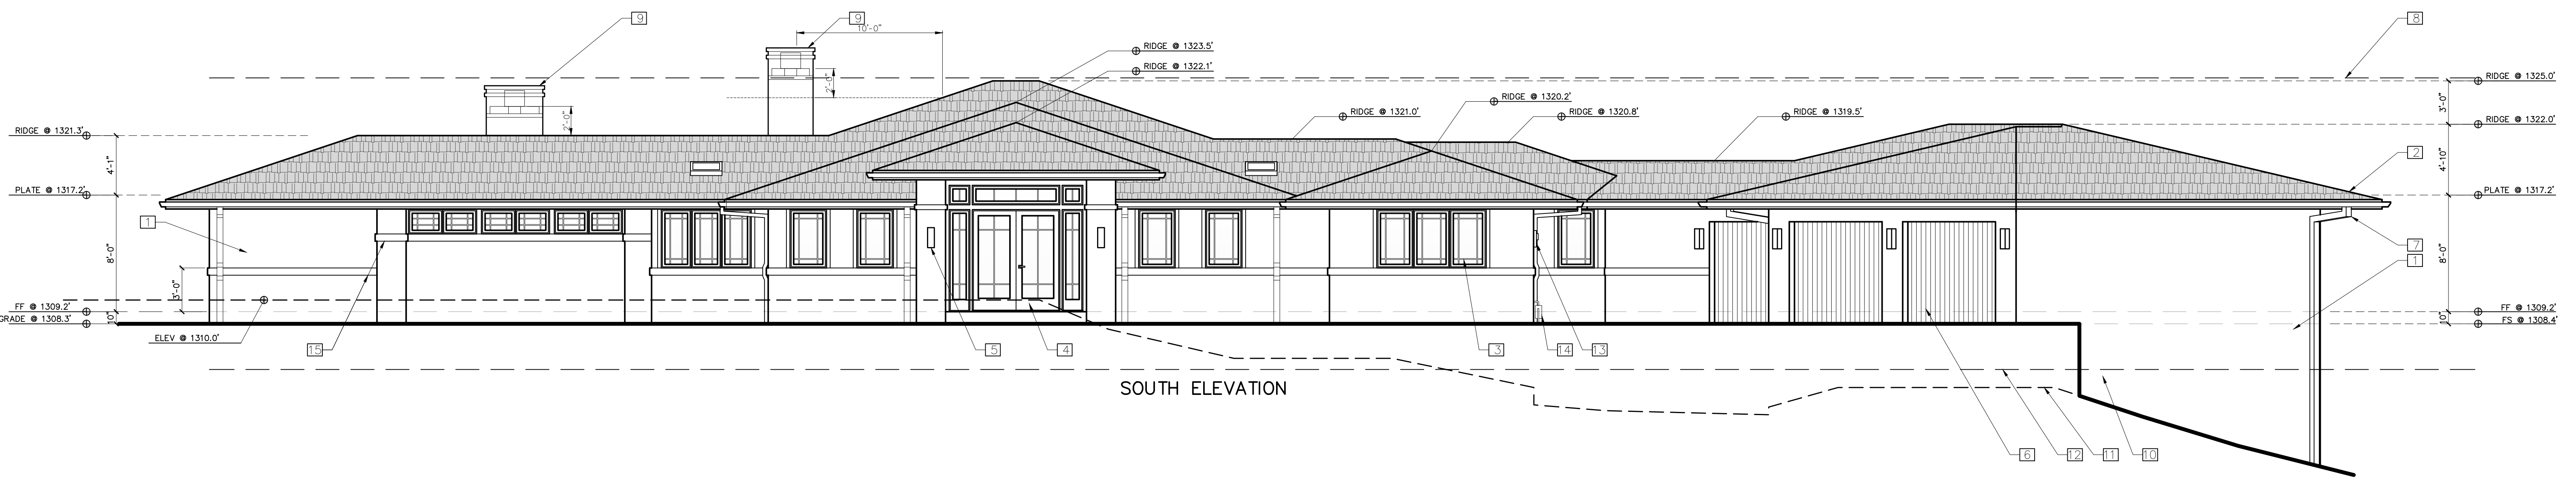 9
9
8
10'-0"
RIDGE @ 1323.5'
RIDGE @ 1322.1'
2'-0"
RIDGE @ 1325.0'
3'-0"
RIDGE @ 1320.2'
RIDGE @ 1321.0'
RIDGE @ 1320.8'
RIDGE @ 1319.5'
RIDGE @ 1322.0'
2'-0"
RIDGE @ 1321.3'
4'-1"
4'-10"
2
PLATE @ 1317.2'
PLATE @ 1317.2'
1
7
8'-0"
8'-0"
1
3'-0"
FF @ 1309.2'
FF @ 1309.2'
10"
10"
GRADE @ 1308.3'
FS @ 1308.4'
ELEV @ 1310.0'
15
5
4
3
14
13
SOUTH ELEVATION
6
12
11
10